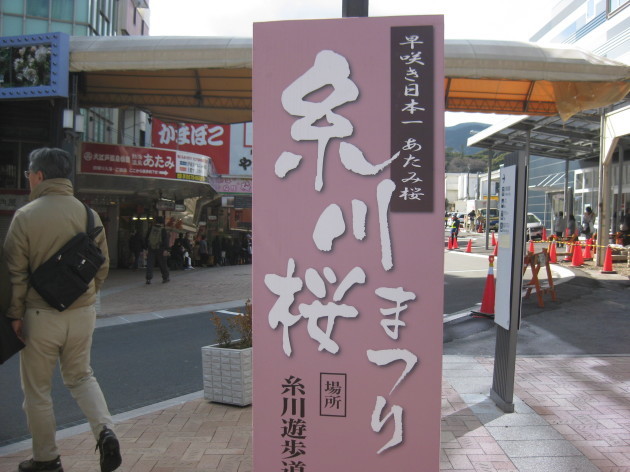 早咲き日本一 あたみ桜
糸川桜まつり
場所
糸川遊歩道
かまぼこ
あたみ